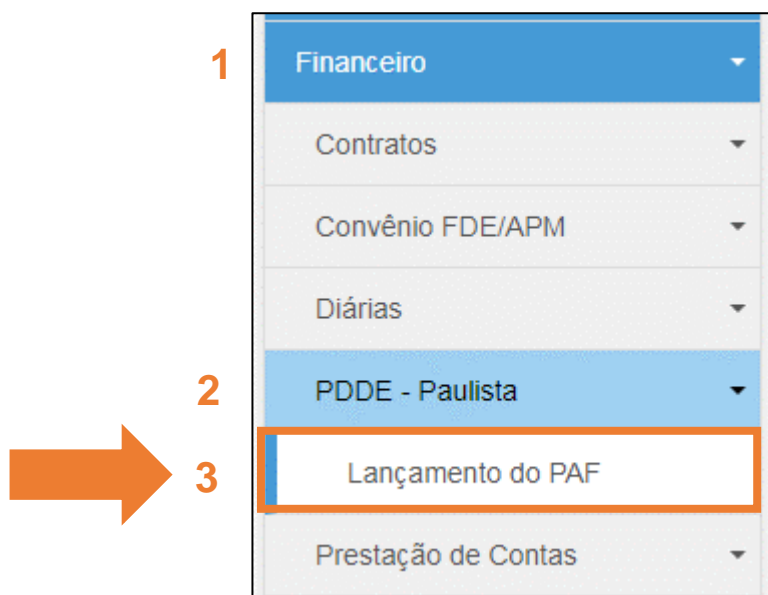 1 Financeiro
Contratos
Convênio FDE/APM
Diárias
2 PDDE - Paulista
3 Lançamento do PAF
Prestação de Contas